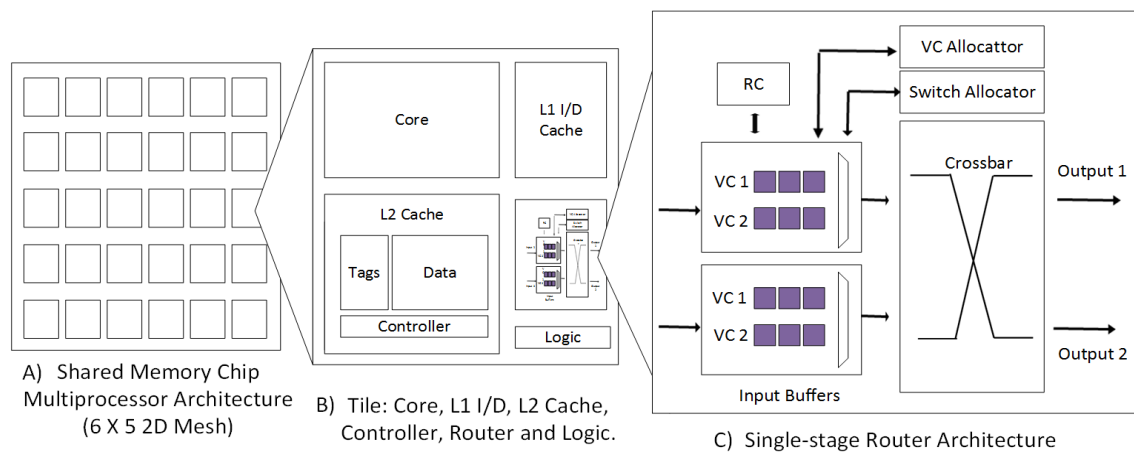 A) Shared Memory Chip
Multiprocessor Architecture
(6 X 5 2D Mesh)
Core
L1 I/D
Cache
L2 Cache
Tags
Data
Controller
Logic
B) Tile: Core, L1 I/D, L2 Cache,
Controller, Router and Logic.
VC Allocattor
Switch Allocator
RC
VC 1
VC 2
VC 1
VC 2
Input Buffers
Crossbar
Output 1
Output 2
C) Single-stage Router Architecture